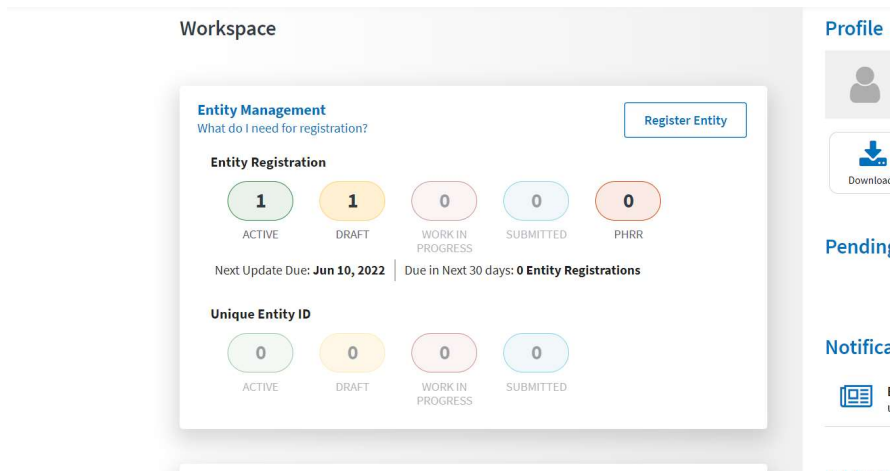 Workspace
Entity Management
What do I need for registration?
Register Entity
Entity Registration
1 1 0 0 0
ACTIVE DRAFT WORK IN PROGRESS SUBMITTED PHRR
Next Update Due: Jun 10, 2022 Due in Next 30 days: 0 Entity Registrations
Unique Entity ID
0 0 0 0
ACTIVE DRAFT WORK IN PROGRESS SUBMITTED
Profile
Downloa
Pending
Notifica